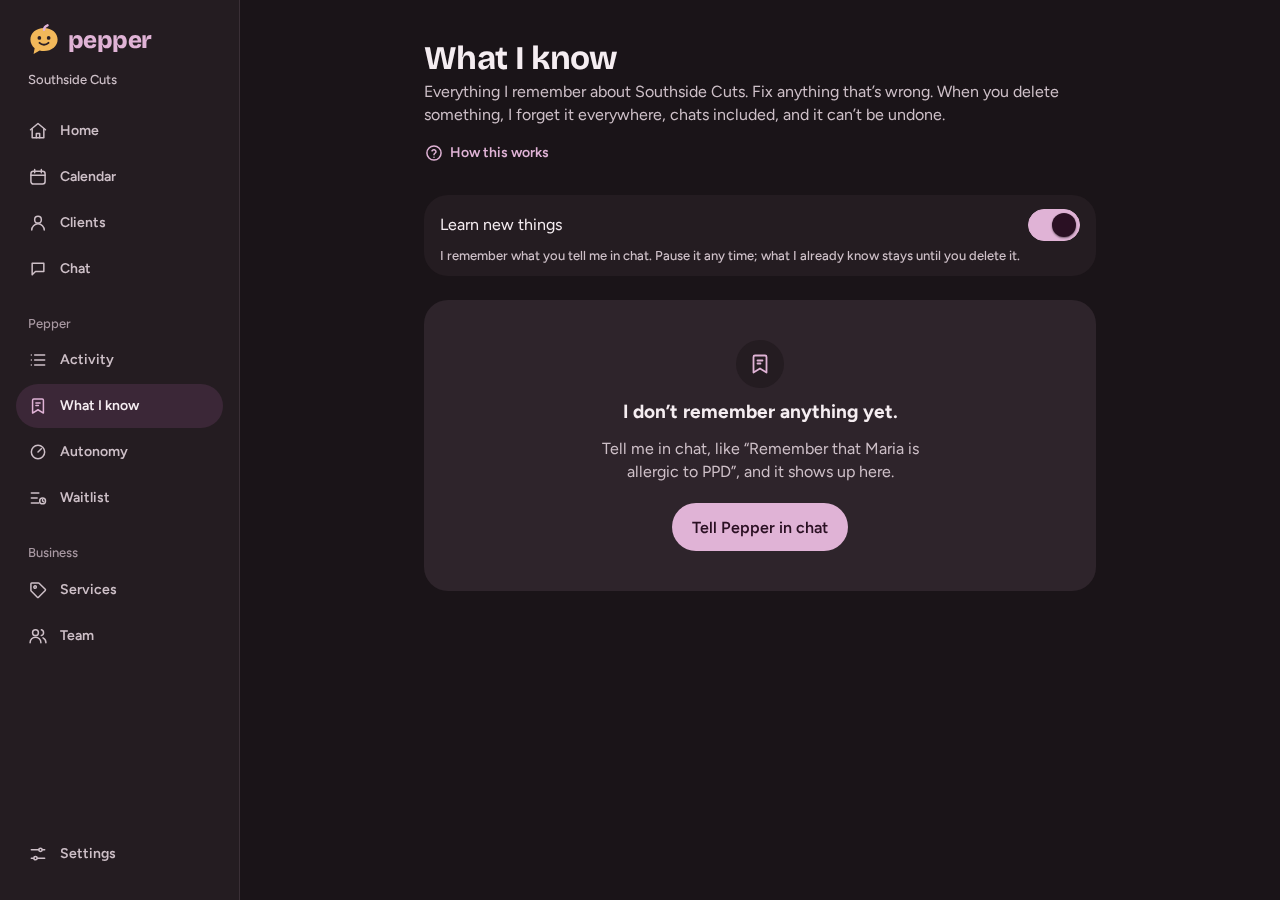 pepper
Southside Cuts
Home
Calendar
Clients
Chat
Pepper
Activity
What I know
Autonomy
Waitlist
Business
Services
Team
Settings
What I know
Everything I remember about Southside Cuts. Fix anything that’s wrong. When you delete
something, I forget it everywhere, chats included, and it can’t be undone.
How this works
Learn new things
I remember what you tell me in chat. Pause it any time; what I already know stays until you delete it.
I don’t remember anything yet.
Tell me in chat, like “Remember that Maria is
allergic to PPD”, and it shows up here.
Tell Pepper in chat